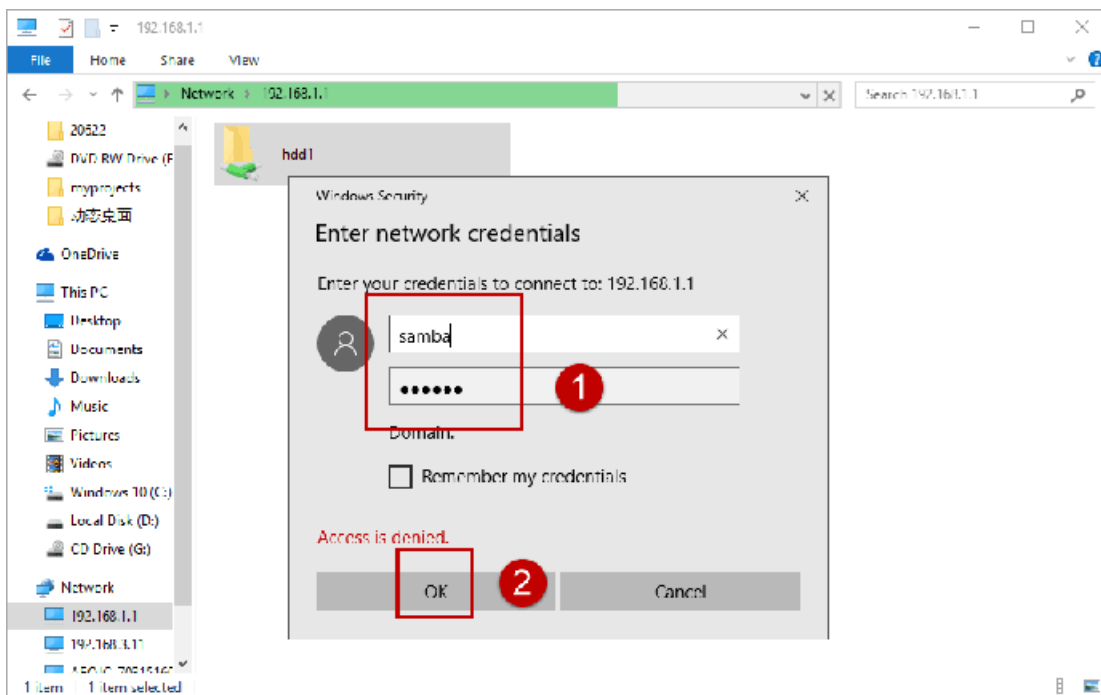 192.168.1.1
File Home Share View
Network 192.168.1.1
Search 192.168.1.1
20522
DVD RW Drive (F
myprojects
动态桌面
OneDrive
This PC
Desktop
Documents
Downloads
Music
Pictures
Videos
Windows 10 (C:)
Local Disk (D:)
CD Drive (G:)
Network
192.168.1.1
192.168.3.11
hdd1
Windows Security
Enter network credentials
Enter your credentials to connect to: 192.168.1.1
samba
1
Domain:
Remember my credentials
Access is denied.
OK
2
Cancel
1 item 1 item selected